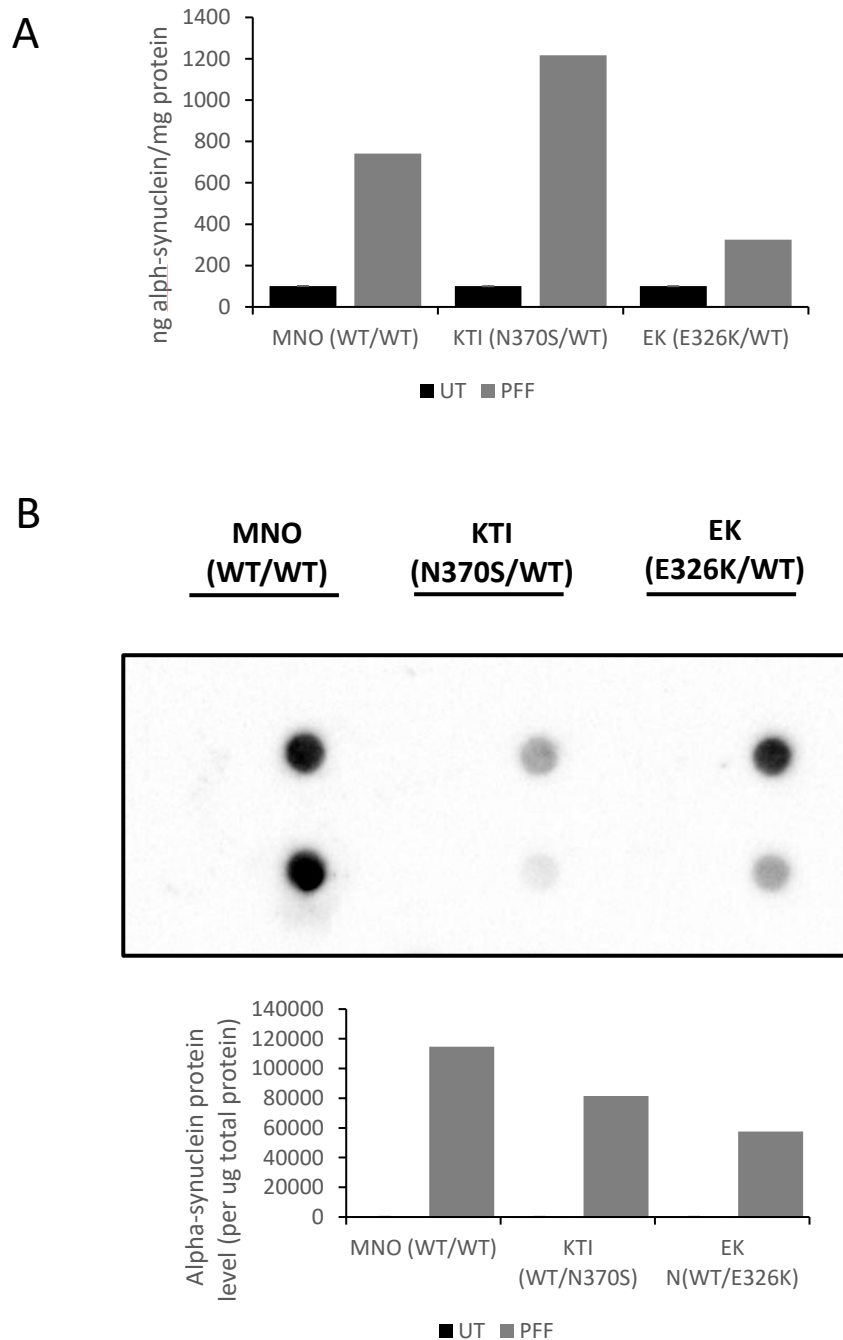 A
ng alph-synuclein/mg protein
1400
1200
1000
800
600
400
200
0
MNO (WT/WT) KTI (N370S/WT) EK (E326K/WT)
UT PFF
B
MNO KTI EK
(WT/WT) (N370S/WT) (E326K/WT)
Alpha-synuclein protein
level (per ug total protein)
140000
120000
100000
80000
60000
40000
20000
0
MNO (WT/WT) KTI EK
(WT/N370S) N(WT/E326K)
UT PFF